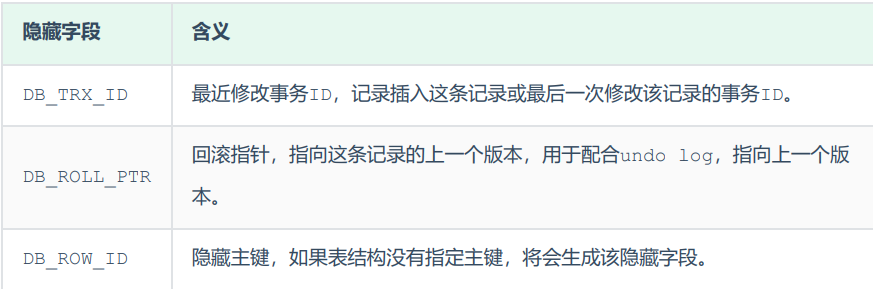 隐藏字段 含义
DB_TRX_ID 最近修改事务ID，记录插入这条记录或最后一次修改该记录的事务ID。
DB_ROLL_PTR 回滚指针，指向这条记录的上一个版本，用于配合undo log，指向上一个版
本。
DB_ROW_ID 隐藏主键，如果表结构没有指定主键，将会生成该隐藏字段。